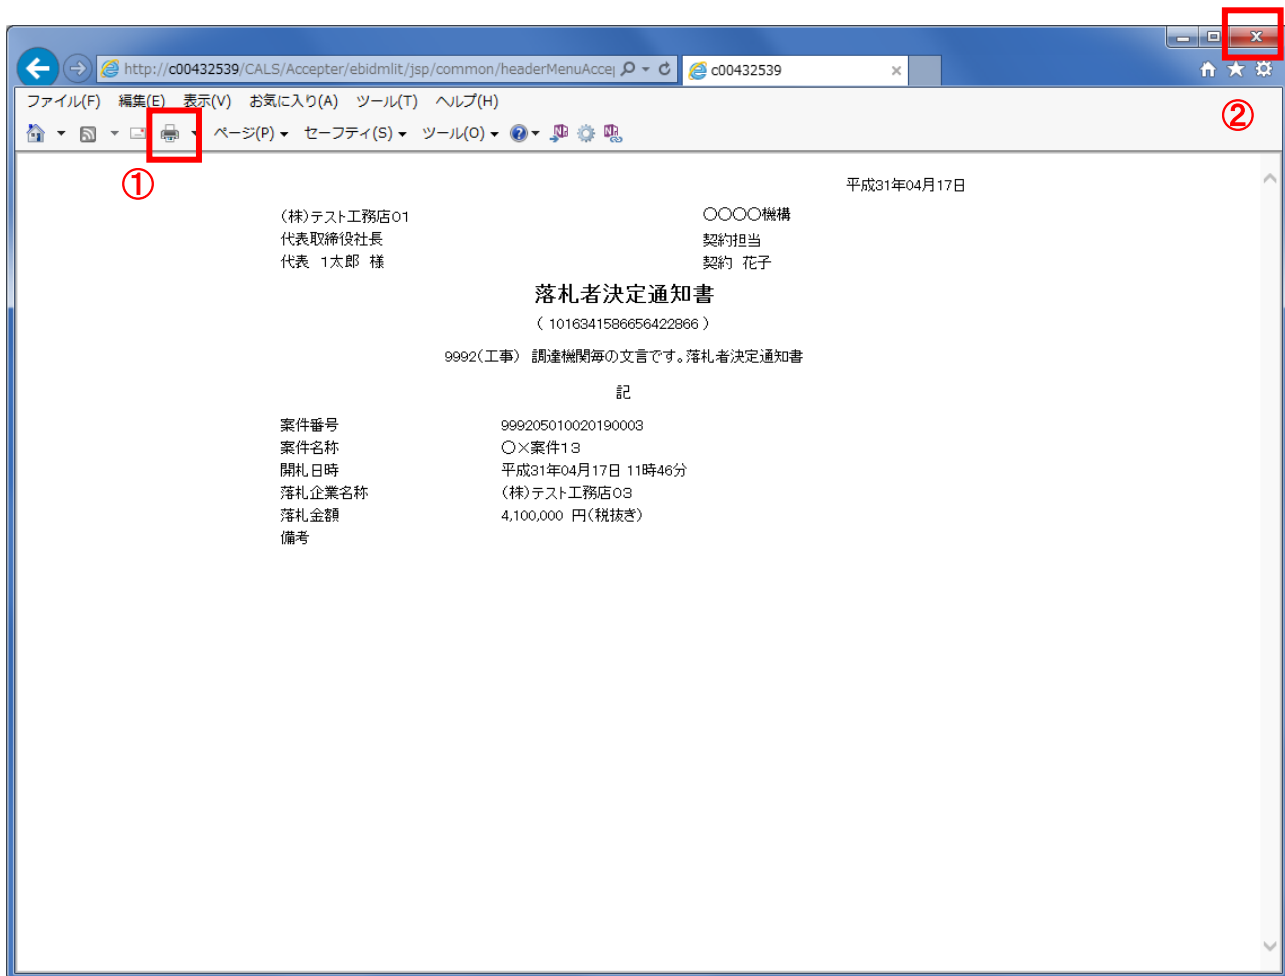 http://c00432539/CALS/Accepter/ebidmlit/jsp/common/headerMenuAccep
c00432539
ファイル(F) 編集(E) 表示(V) お気に入り(A) ツール(T) ヘルプ(H)
②
ページ(P) セーフティ(S) ツール(O)
①
平成31年04月17日
(株)テスト工務店01 〇〇〇〇機構
代表取締役社長 契約担当
代表 1太郎 様 契約 花子
落札者決定通知書
( 1016341586656422866 )
9992(工事) 調達機関毎の文言です。落札者決定通知書
記
案件番号 999205010020190003
案件名称 〇×案件13
開札日時 平成31年04月17日 11時46分
落札企業名称 (株)テスト工務店03
落札金額 4,100,000 円(税抜き)
備考